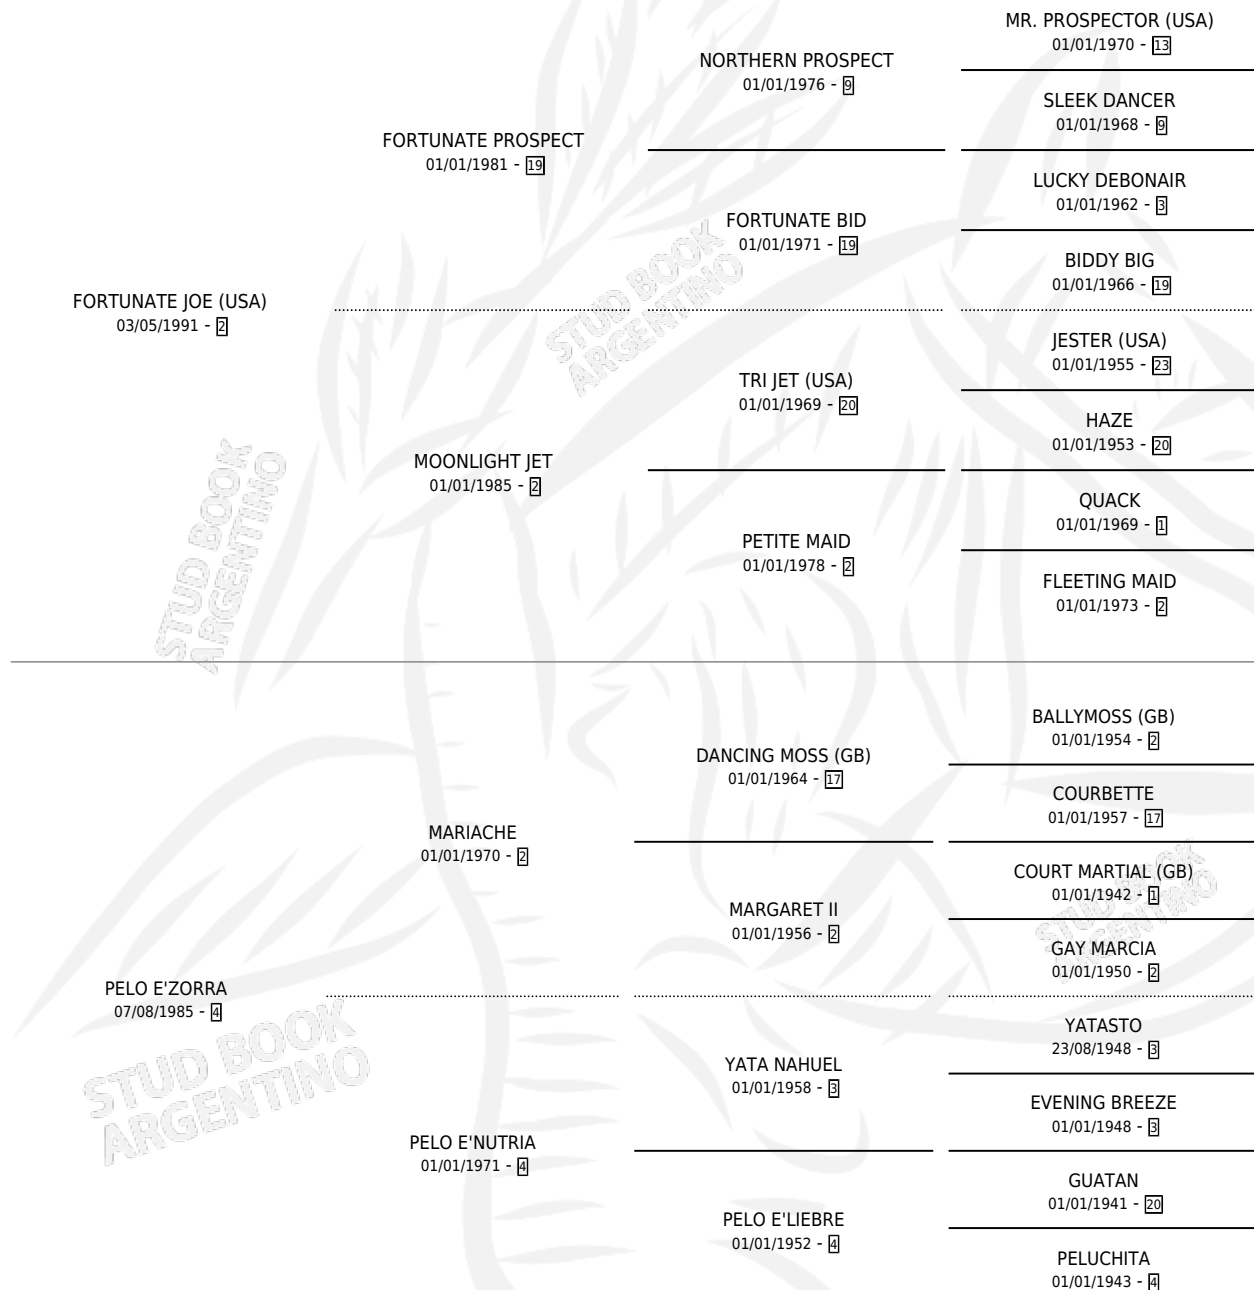 MR. PROSPECTOR (USA)
01/01/1970 - 13
NORTHERN PROSPECT
01/01/1976 - 9
SLEEK DANCER
01/01/1968 - 9
FORTUNATE PROSPECT
01/01/1981 - 19
LUCKY DEBONAIR
01/01/1962 - 3
FORTUNATE BID
01/01/1971 - 19
BIDDY BIG
01/01/1966 - 19
FORTUNATE JOE (USA)
03/05/1991 - 2
STUD BOOK
ARGENTINO
JESTER (USA)
01/01/1955 - 23
TRI JET (USA)
01/01/1969 - 20
HAZE
01/01/1953 - 20
MOONLIGHT JET
01/01/1985 - 2
QUACK
01/01/1969 - 1
PETITE MAID
01/01/1978 - 2
FLEETING MAID
01/01/1973 - 2
STUD BOOK
ARGENTINO
BALLYMOSS (GB)
01/01/1954 - 2
DANCING MOSS (GB)
01/01/1964 - 17
COURBETTE
01/01/1957 - 17
MARIACHE
01/01/1970 - 2
COURT MARTIAL (GB)
01/01/1942 - 1
MARGARET II
01/01/1956 - 2
STUD BOOK
ARGENTINO
GAY MARCIA
01/01/1950 - 2
PELO E'ZORRA
07/08/1985 - 4
YATASTO
23/08/1948 - 3
YATA NAHUEL
01/01/1958 - 3
STUD BOOK
ARGENTINO
EVENING BREEZE
01/01/1948 - 3
PELO E'NUTRIA
01/01/1971 - 4
GUATAN
01/01/1941 - 20
PELO E'LIEBRE
01/01/1952 - 4
PELUCHITA
01/01/1943 - 4